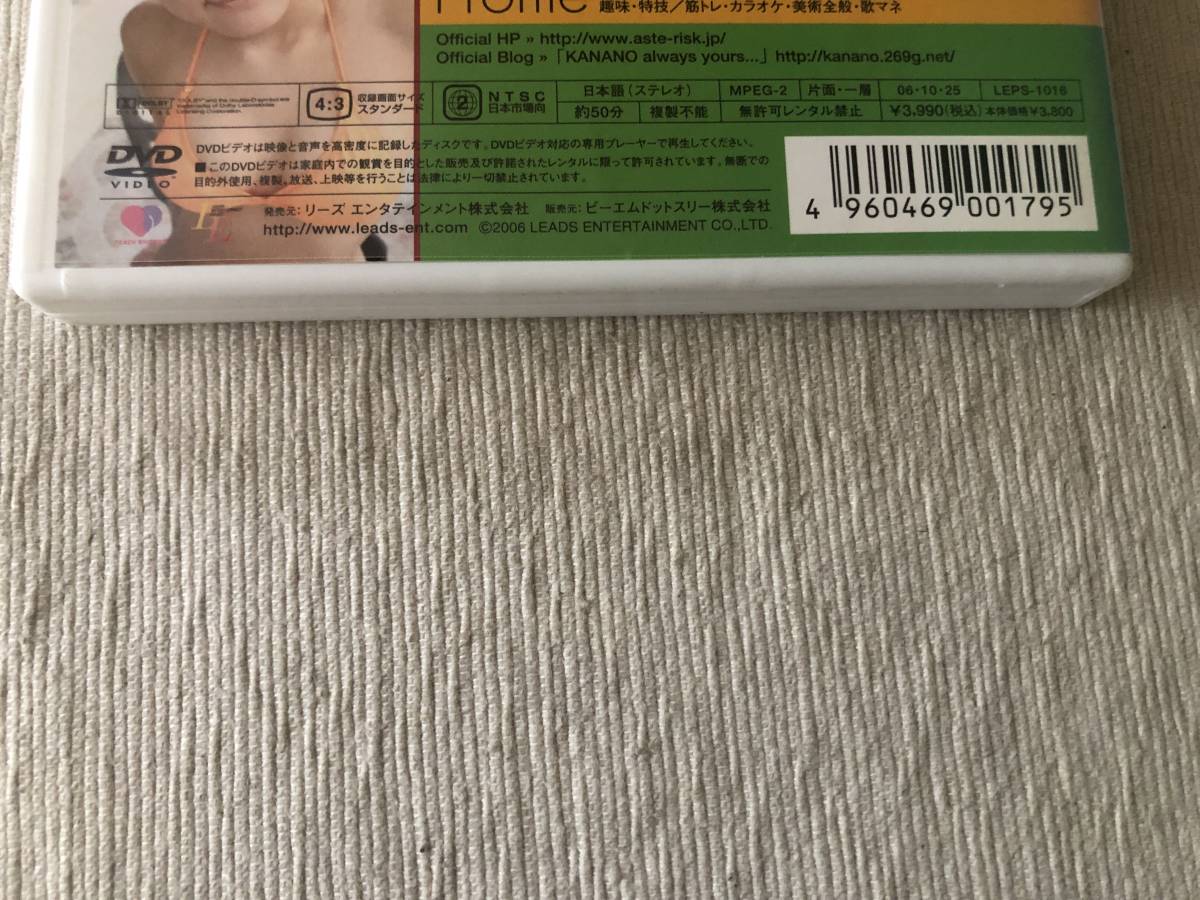 Profile 趣味・特技／筋トレ・カラオケ・美術全般・歌マネ
Official HP » http://www.aste-risk.jp/
Official Blog » 「KANANO always yours...」 http://kanano.269g.net/
DOLBY DIGITAL
4:3 収録画面サイズ スタンダード
2 NTSC 日本市場向
日本語(ステレオ) MPEG-2 片面・一層 06・10・25 LEPS-1016
約50分 複製不能 無許可レンタル禁止 ¥3,990(税込) 本体価格¥3,800
DVD VIDEO
DVDビデオは映像と音声を高密度に記録したディスクです。DVDビデオ対応の専用プレーヤーで再生してください。
■このDVDビデオは家庭内での観賞を目的とした販売及び許諾されたレンタルに限って許可されています。無断での
目的外使用、複製、放送、上映等を行うことは法律により一切禁止されています。
発売元：リーズ エンタテインメント株式会社 販売元：ビーエムドットスリー株式会社
http://www.leads-ent.com ©2006 LEADS ENTERTAINMENT CO.,LTD.
4 960469 001795